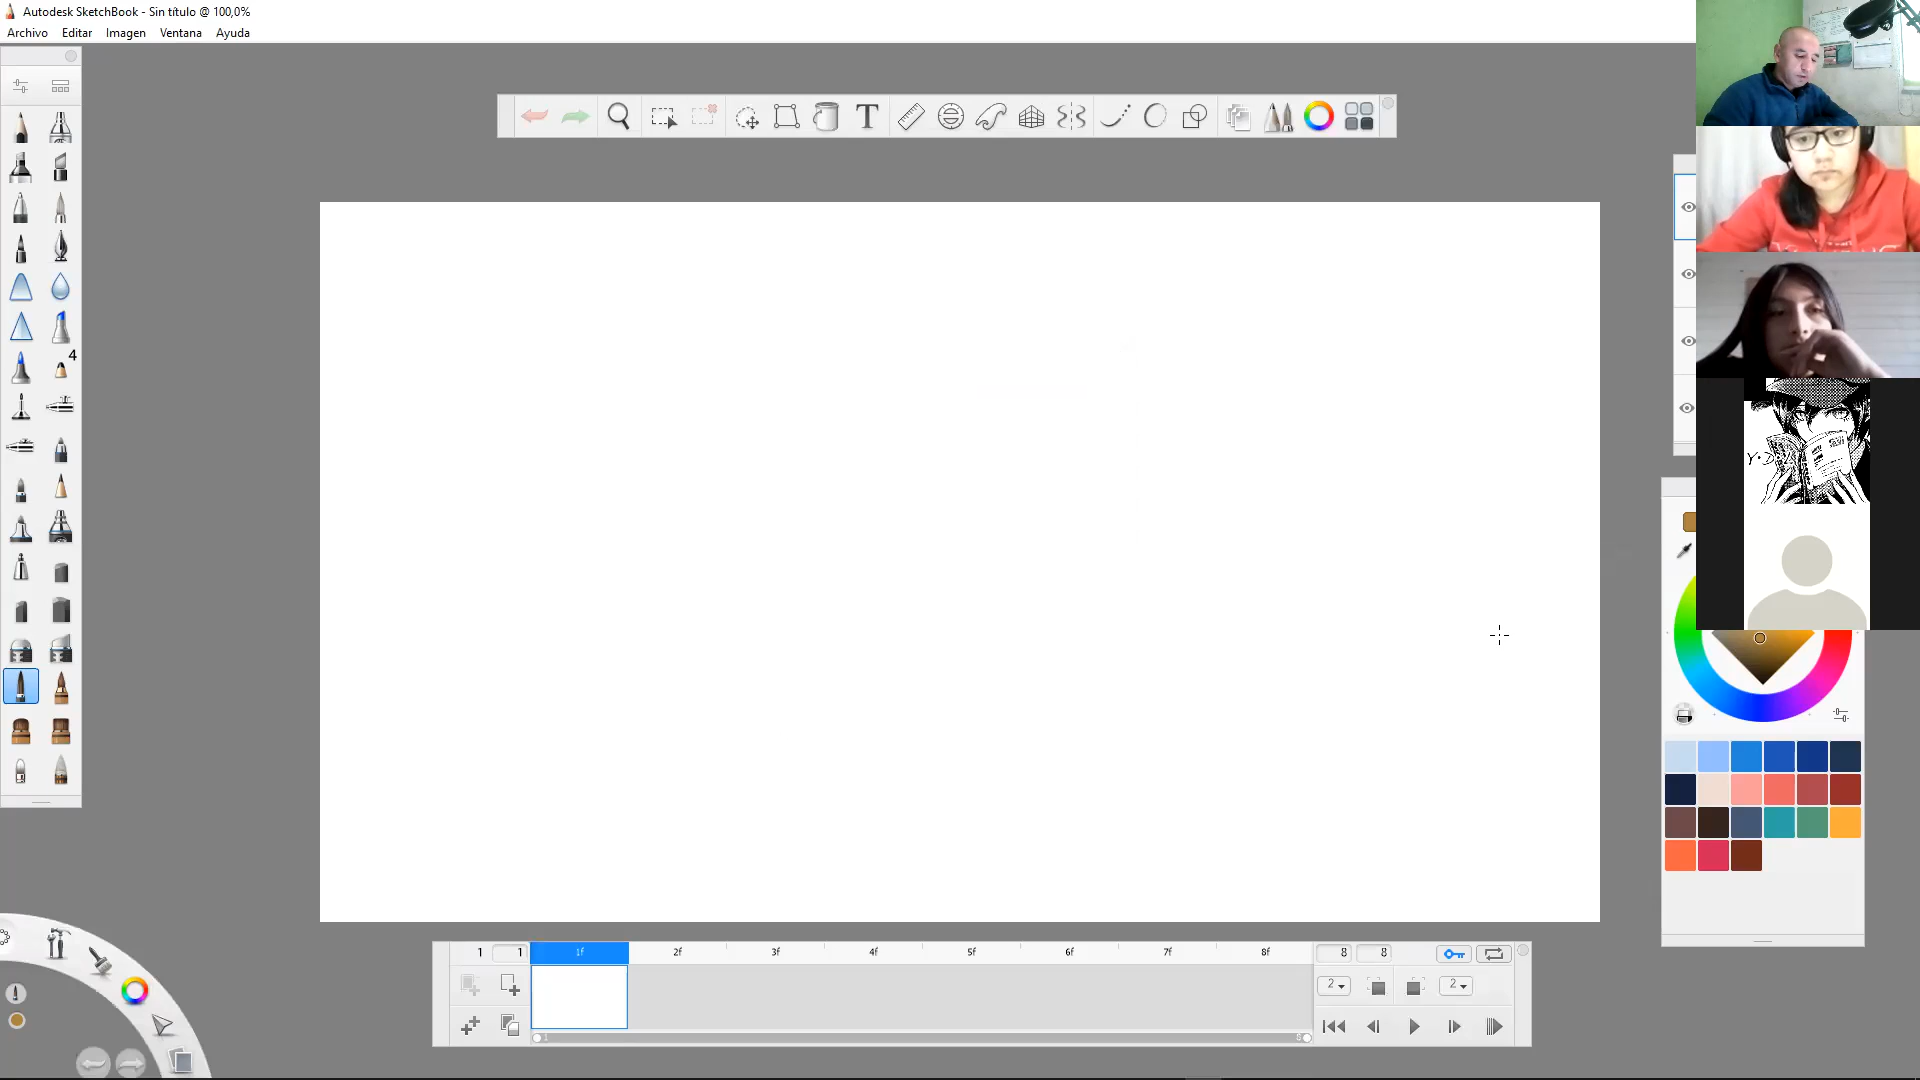 Autodesk SketchBook - Sin título @ 100,0%
Archivo Editar Imagen Ventana Ayuda
T
4
1 1 1f 2f 3f 4f 5f 6f 7f 8f 8 8
2 2
1